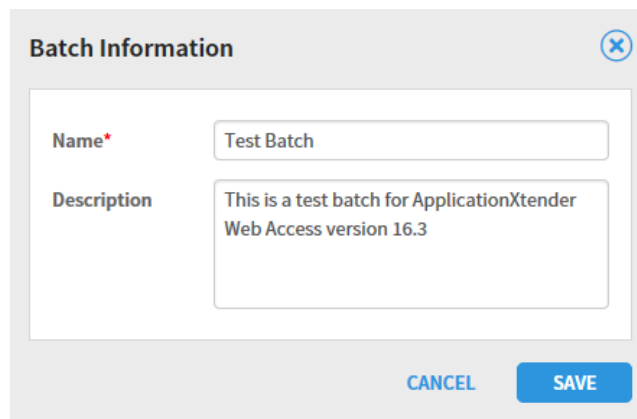 Batch Information
Name*
Test Batch
Description
This is a test batch for ApplicationXtender
Web Access version 16.3
CANCEL
SAVE